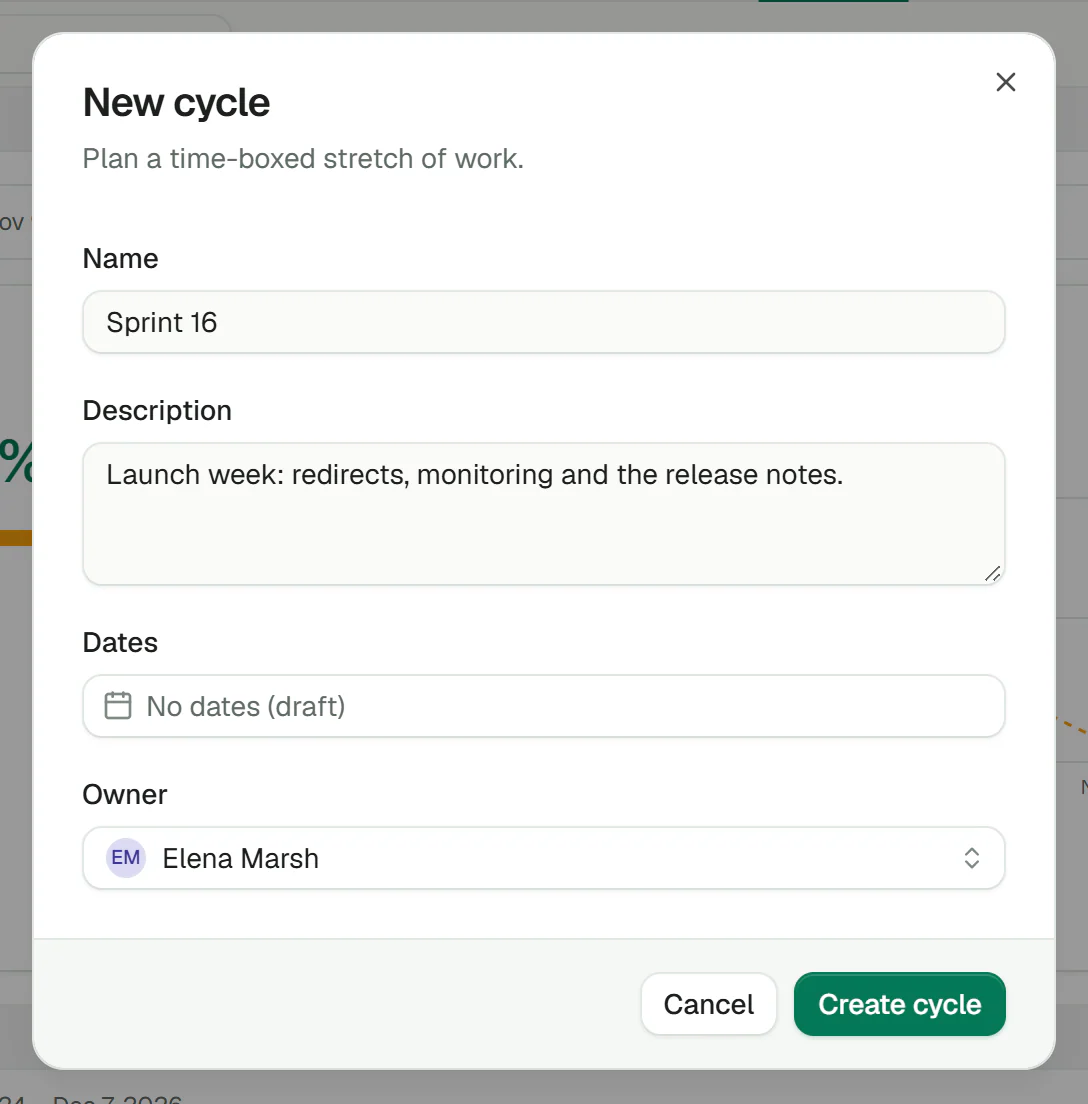 New cycle
Plan a time-boxed stretch of work.
Name
Sprint 16
Description
Launch week: redirects, monitoring and the release notes.
Dates
No dates (draft)
Owner
EM Elena Marsh
Cancel Create cycle